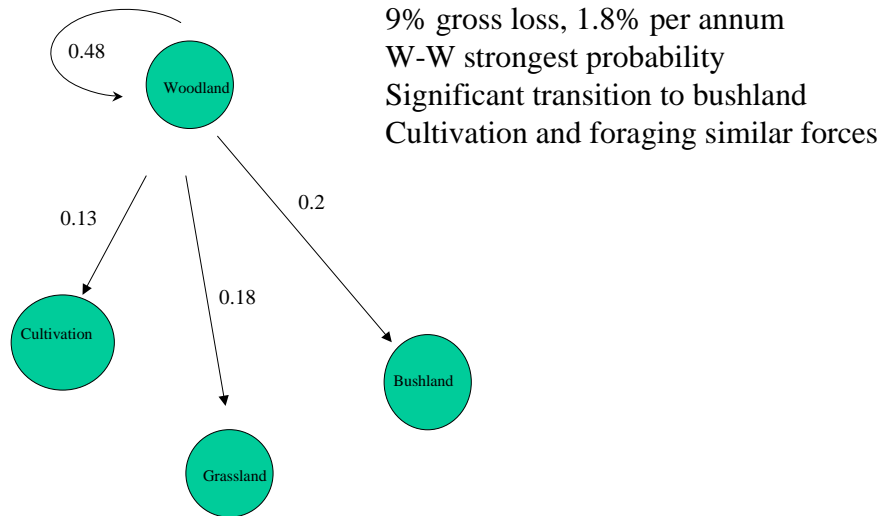 9% gross loss, 1.8% per annum
W-W strongest probability
Significant transition to bushland
Cultivation and foraging similar forces
0.48
Woodland
0.2
0.13
0.18
Cultivation
Bushland
Grassland